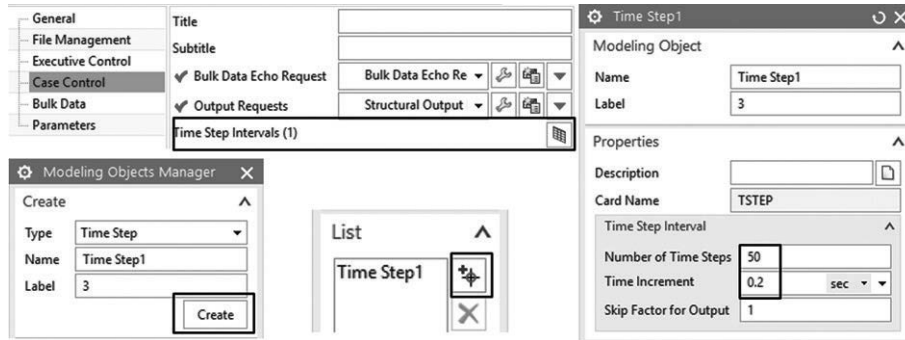 General
File Management
Executive Control
Case Control
Bulk Data
Parameters
Title
Subtitle
Bulk Data Echo Request Bulk Data Echo Re
Output Requests Structural Output
Time Step Intervals (1)
Modeling Objects Manager
Create
Type Time Step
Name Time Step1
Label 3
Create
List
Time Step1
Time Step1
Modeling Object
Name Time Step1
Label 3
Properties
Description
Card Name TSTEP
Time Step Interval
Number of Time Steps 50
Time Increment 0.2 sec
Skip Factor for Output 1